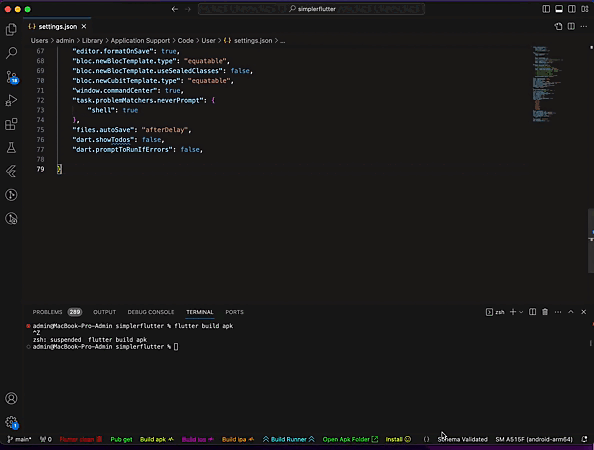 simplerflutter
settings.json
Users > admin > Library > Application Support > Code > User > settings.json > ...
67 "editor.formatOnSave": true,
68 "bloc.newBlocTemplate.type": "equatable",
69 "bloc.newBlocTemplate.useSealedClasses": false,
70 "bloc.newCubitTemplate.type": "equatable",
71 "window.commandCenter": true,
72 "task.problemMatchers.neverPrompt": {
73 "shell": true
74 },
75 "files.autoSave": "afterDelay",
76 "dart.showTodos": false,
77 "dart.promptToRunIfErrors": false,
78
79 }
PROBLEMS 289 OUTPUT DEBUG CONSOLE TERMINAL PORTS zsh
admin@MacBook-Pro-Admin simplerflutter % flutter build apk
^Z
zsh: suspended flutter build apk
admin@MacBook-Pro-Admin simplerflutter %
main* 0 Flutter clean Pub get Build apk Build ios Build ipa Build Runner Open Apk Folder Install () Schema Validated SM A515F (android-arm64)